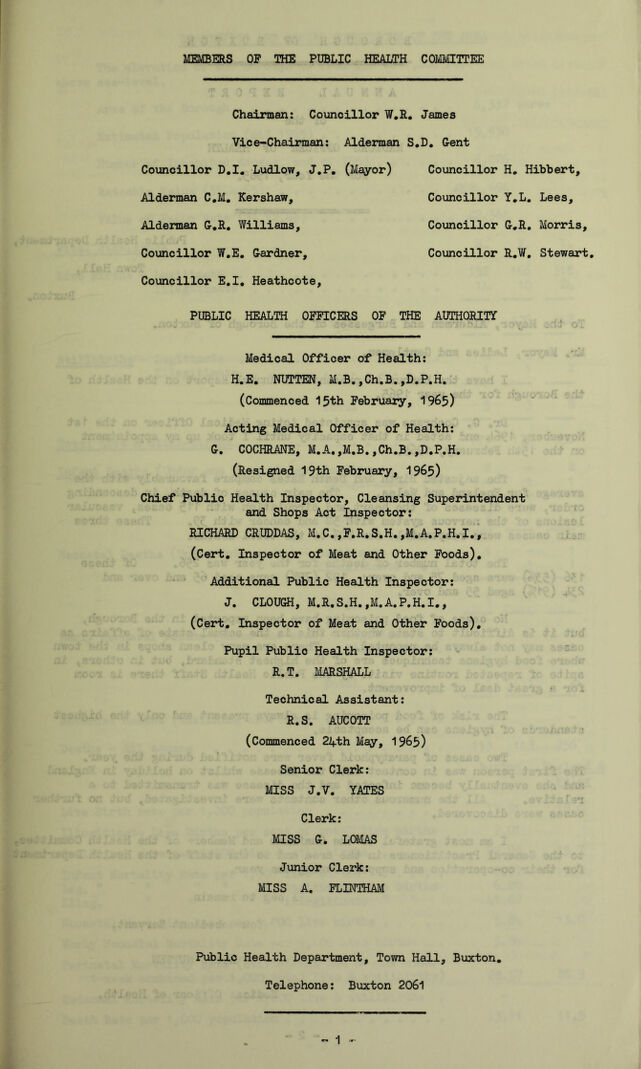 MEMBERS OF THE PUBLIC HEALTH COMMITTEE
Chairman: Councillor W.R. James
Vice-Chairman: Alderman S.D. Gent
Councillor D.I. Ludlow, J.P. (Mayor) Councillor H. Hibbert,
Alderman C.M. Kershaw, Councillor Y.L. Lees,
Alderman G.R. Williams, Councillor G.R. Morris,
Councillor W.E. Gardner, Councillor R.W. Stewart.
Councillor E.I. Heathcote,
PUBLIC HEALTH OFFICERS OF THE AUTHORITY
Medical Officer of Health:
H.E. NUTTEN, M.B.,Ch.B.,D.P.H.
(Commenced 15th February, 1965)
Acting Medical Officer of Health:
G. COCHRANE, M.A.,M.B.,Ch.B.,D.P.H.
(Resigned 19th February, 1965)
Chief Public Health Inspector, Cleansing Superintendent
and Shops Act Inspector:
RICHARD CRUDDAS, M.C.,F.R.S.H.,M.A.P.H.I.,
(Cert. Inspector of Meat and Other Foods).
Additional Public Health Inspector:
J. CLOUGH, M.R.S.H.,M.A.P.H.I.,
(Cert. Inspector of Meat and Other Foods).
Pupil Public Health Inspector:
R.T. MARSHALL
Technical Assistant:
R.S. AUCOTT
(Commenced 24th May, 1965)
Senior Clerk:
MISS J.V. YATES
Clerk:
MISS G. LOMAS
Junior Clerk:
MISS A. FLINTHAM
Public Health Department, Town Hall, Buxton.
Telephone: Buxton 2061
- 1 -